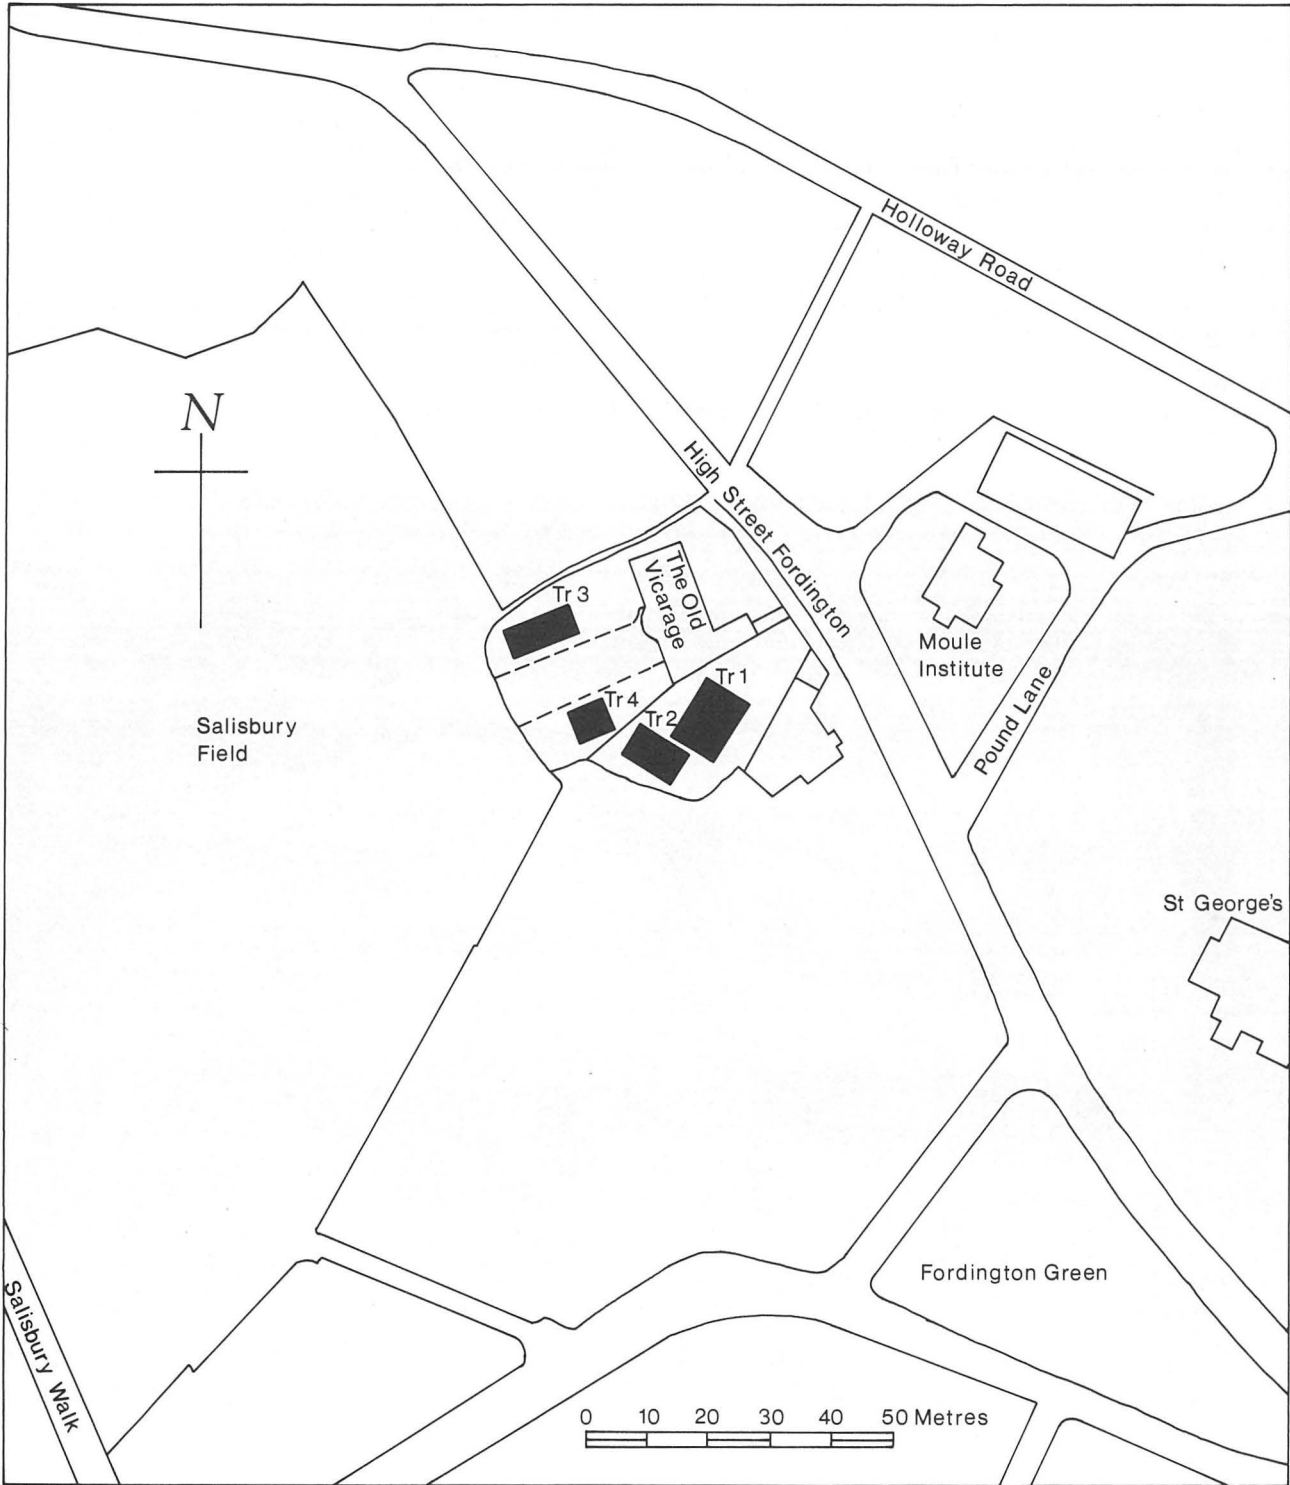 Holloway Road
N
High Street Fordington
The Old
Vicarage
Tr 3
Moule
Institute
Tr 1
Tr 4
Tr 2
Pound Lane
Salisbury
Field
St George's
Fordington Green
Salisbury Walk
0 10 20 30 40 50 Metres